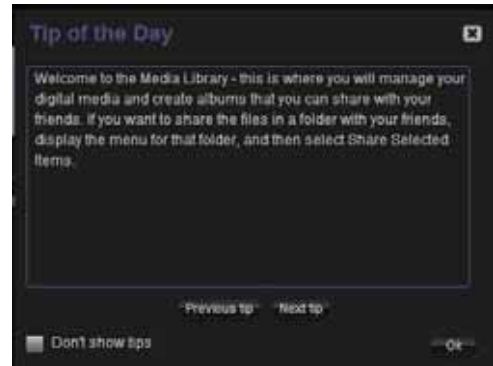 Tip of the Day
Welcome to the Media Library - this is where you will manage your
digital media and create albums that you can share with your
friends. If you want to share the files in a folder with your friends,
display the menu for that folder, and then select Share Selected
Items.
Previous tip Next tip
Don't show tips
Ok